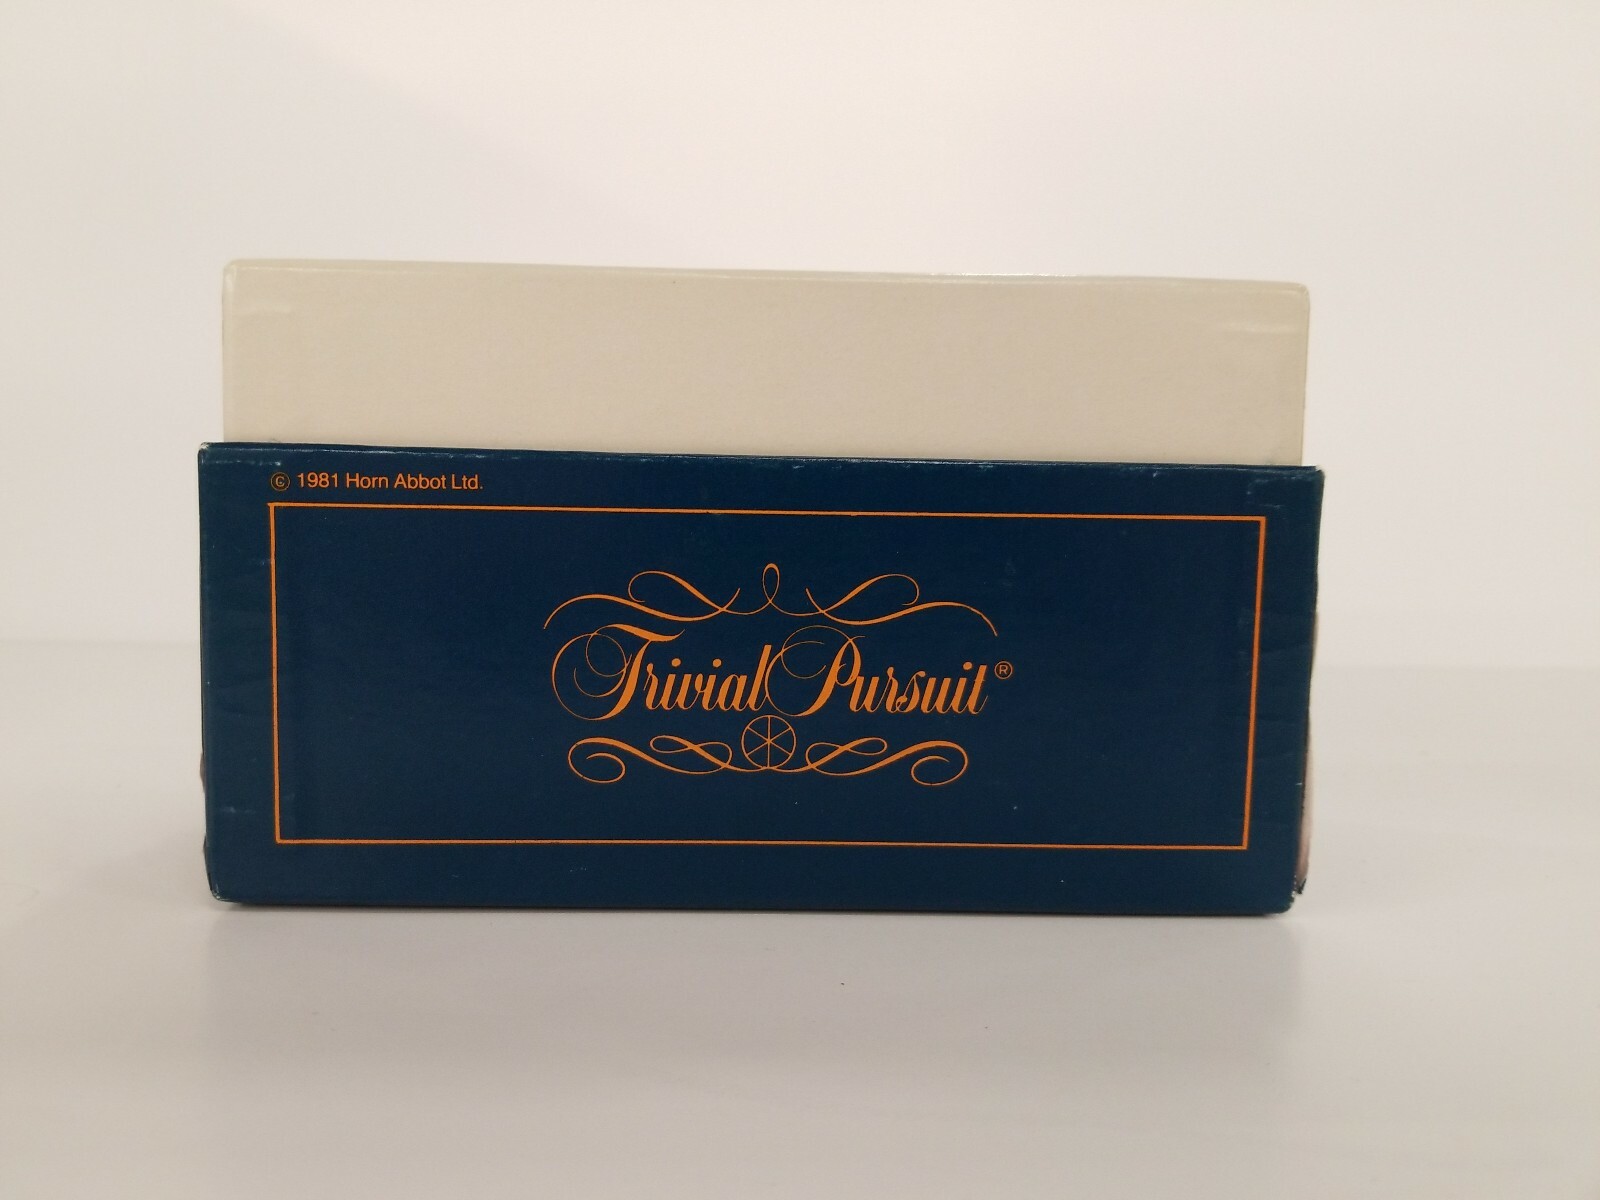 © 1981 Horn Abbot Ltd.
Trivial Pursuit®